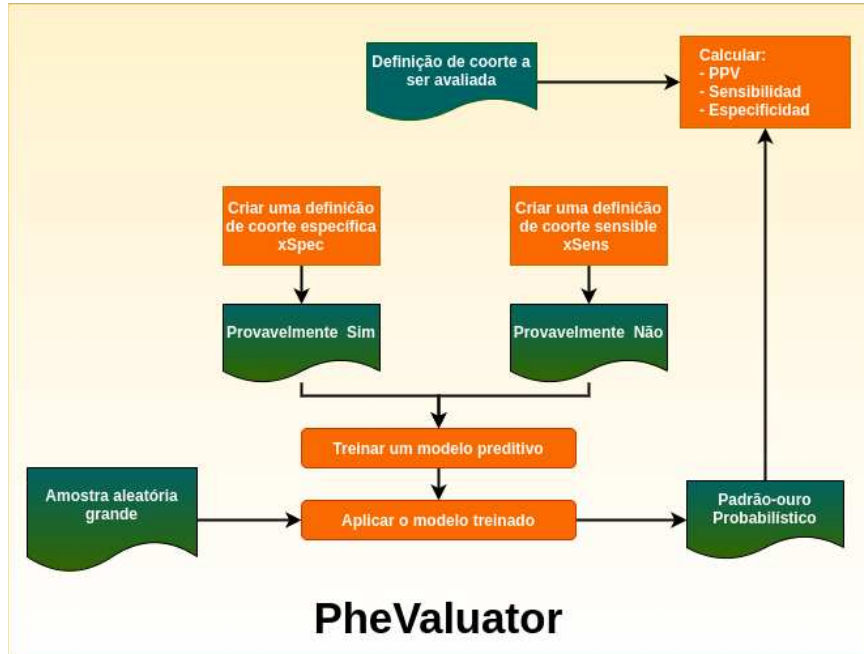 Definição de coorte a
ser avaliada
Calcular:
- PPV
- Sensibilidad
- Especificidad
Criar uma definićão
de coorte específica
xSpec
Criar uma definićão
de coorte sensible
xSens
Provavelmente Sim
Provavelmente Não
Treinar um modelo preditivo
Amostra aleatória
grande
Aplicar o modelo treinado
Padrão-ouro
Probabilístico
PheValuator